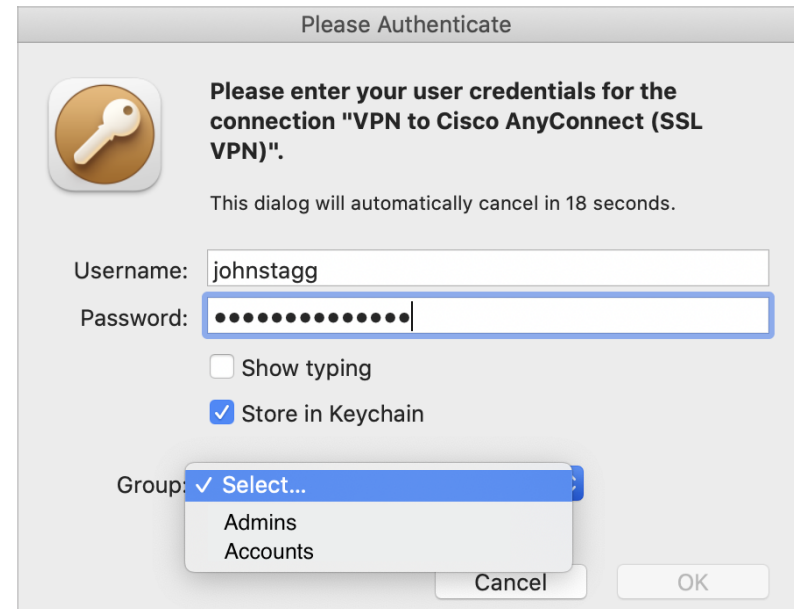 Please Authenticate
Please enter your user credentials for the
connection "VPN to Cisco AnyConnect (SSL
VPN)".
This dialog will automatically cancel in 18 seconds.
Username: johnstagg
Password: ●●●●●●●●●●●●●●
Show typing
✓ Store in Keychain
Group: ✓ Select...
Admins
Accounts
Cancel OK